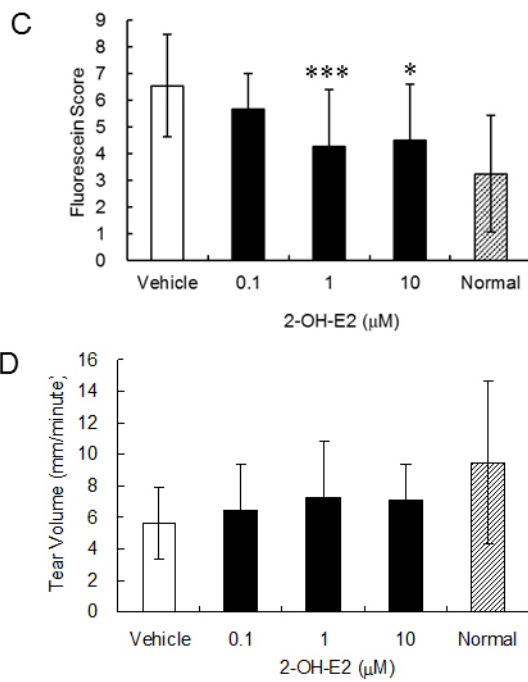 C
Fluorescein Score
9
8
7
6
5
4
3
2
1
0
***
*
Vehicle 0.1 1 10 Normal
2-OH-E2 (μM)
D
Tear Volume (mm/minute)
16
14
12
10
8
6
4
2
0
Vehicle 0.1 1 10 Normal
2-OH-E2 (μM)